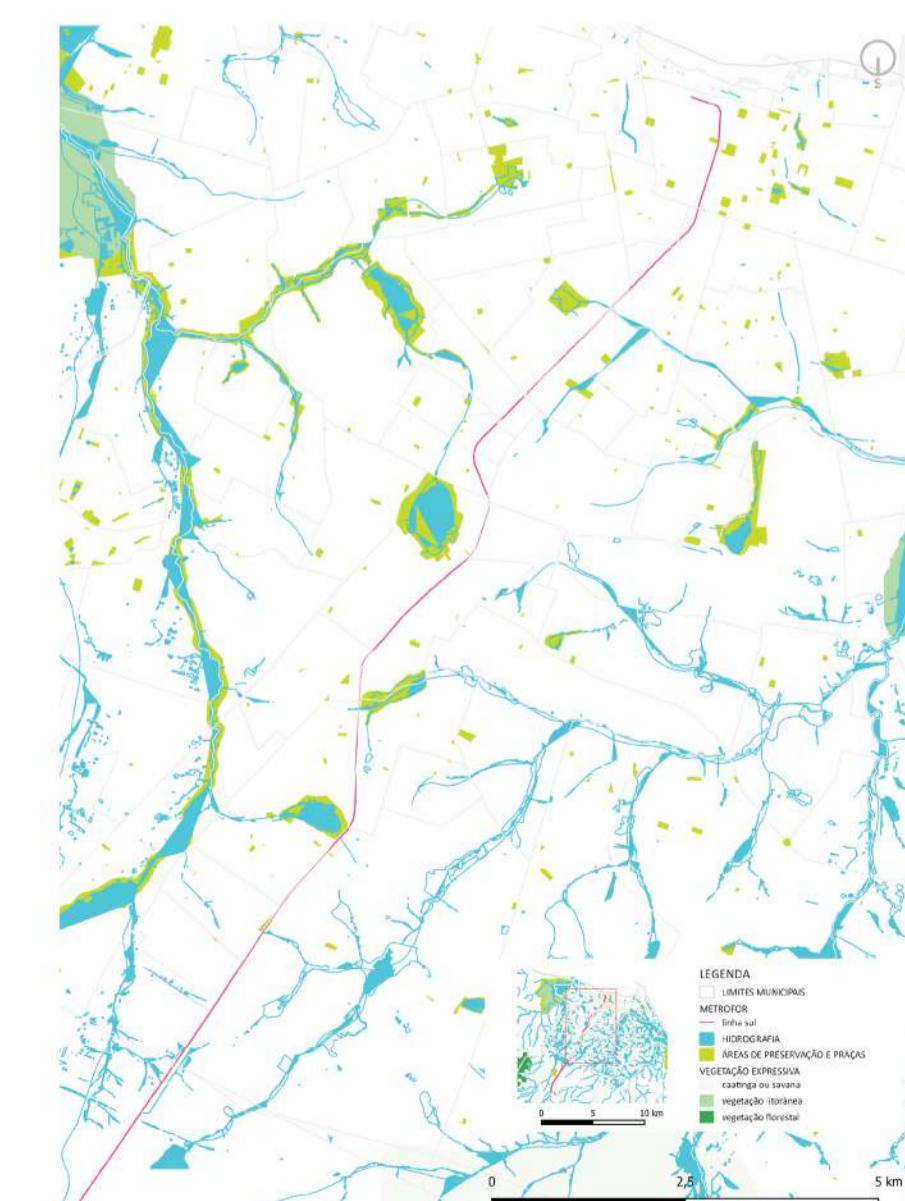 S
LEGENDA
LIMITES MUNICIPAIS
METROFOR
linha sul
HIDROGRAFIA
ÁREAS DE PRESERVAÇÃO E PRAÇAS
VEGETAÇÃO EXPRESSIVA
caatinga ou savana
vegetação litorânea
vegetação florestal
0 5 10 km
0 2,5 5 km